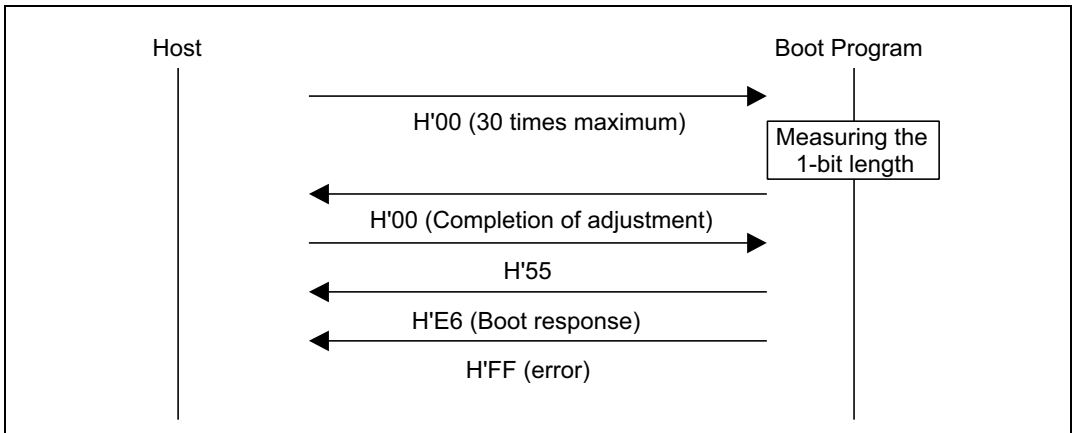 Host
Boot Program
H'00 (30 times maximum)
Measuring the
1-bit length
H'00 (Completion of adjustment)
H'55
H'E6 (Boot response)
H'FF (error)